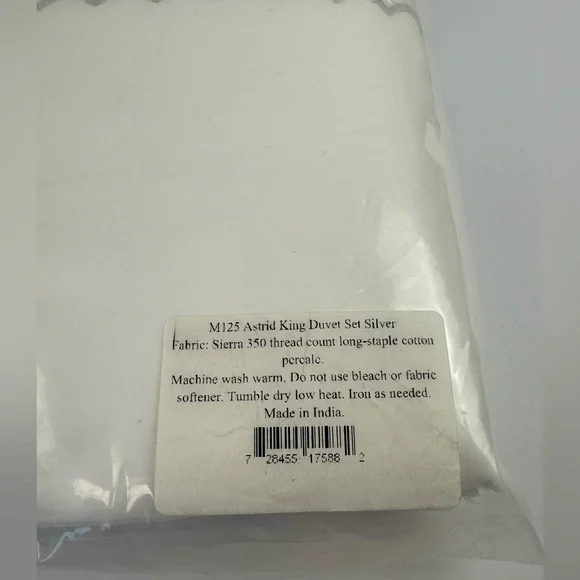 M125 Astrid King Duvet Set Silver
Fabric: Sierra 350 thread count long-staple cotton
percale.
Machine wash warm. Do not use bleach or fabric
softener. Tumble dry low heat. Iron as needed.
Made in India.
7 28455 17588 2